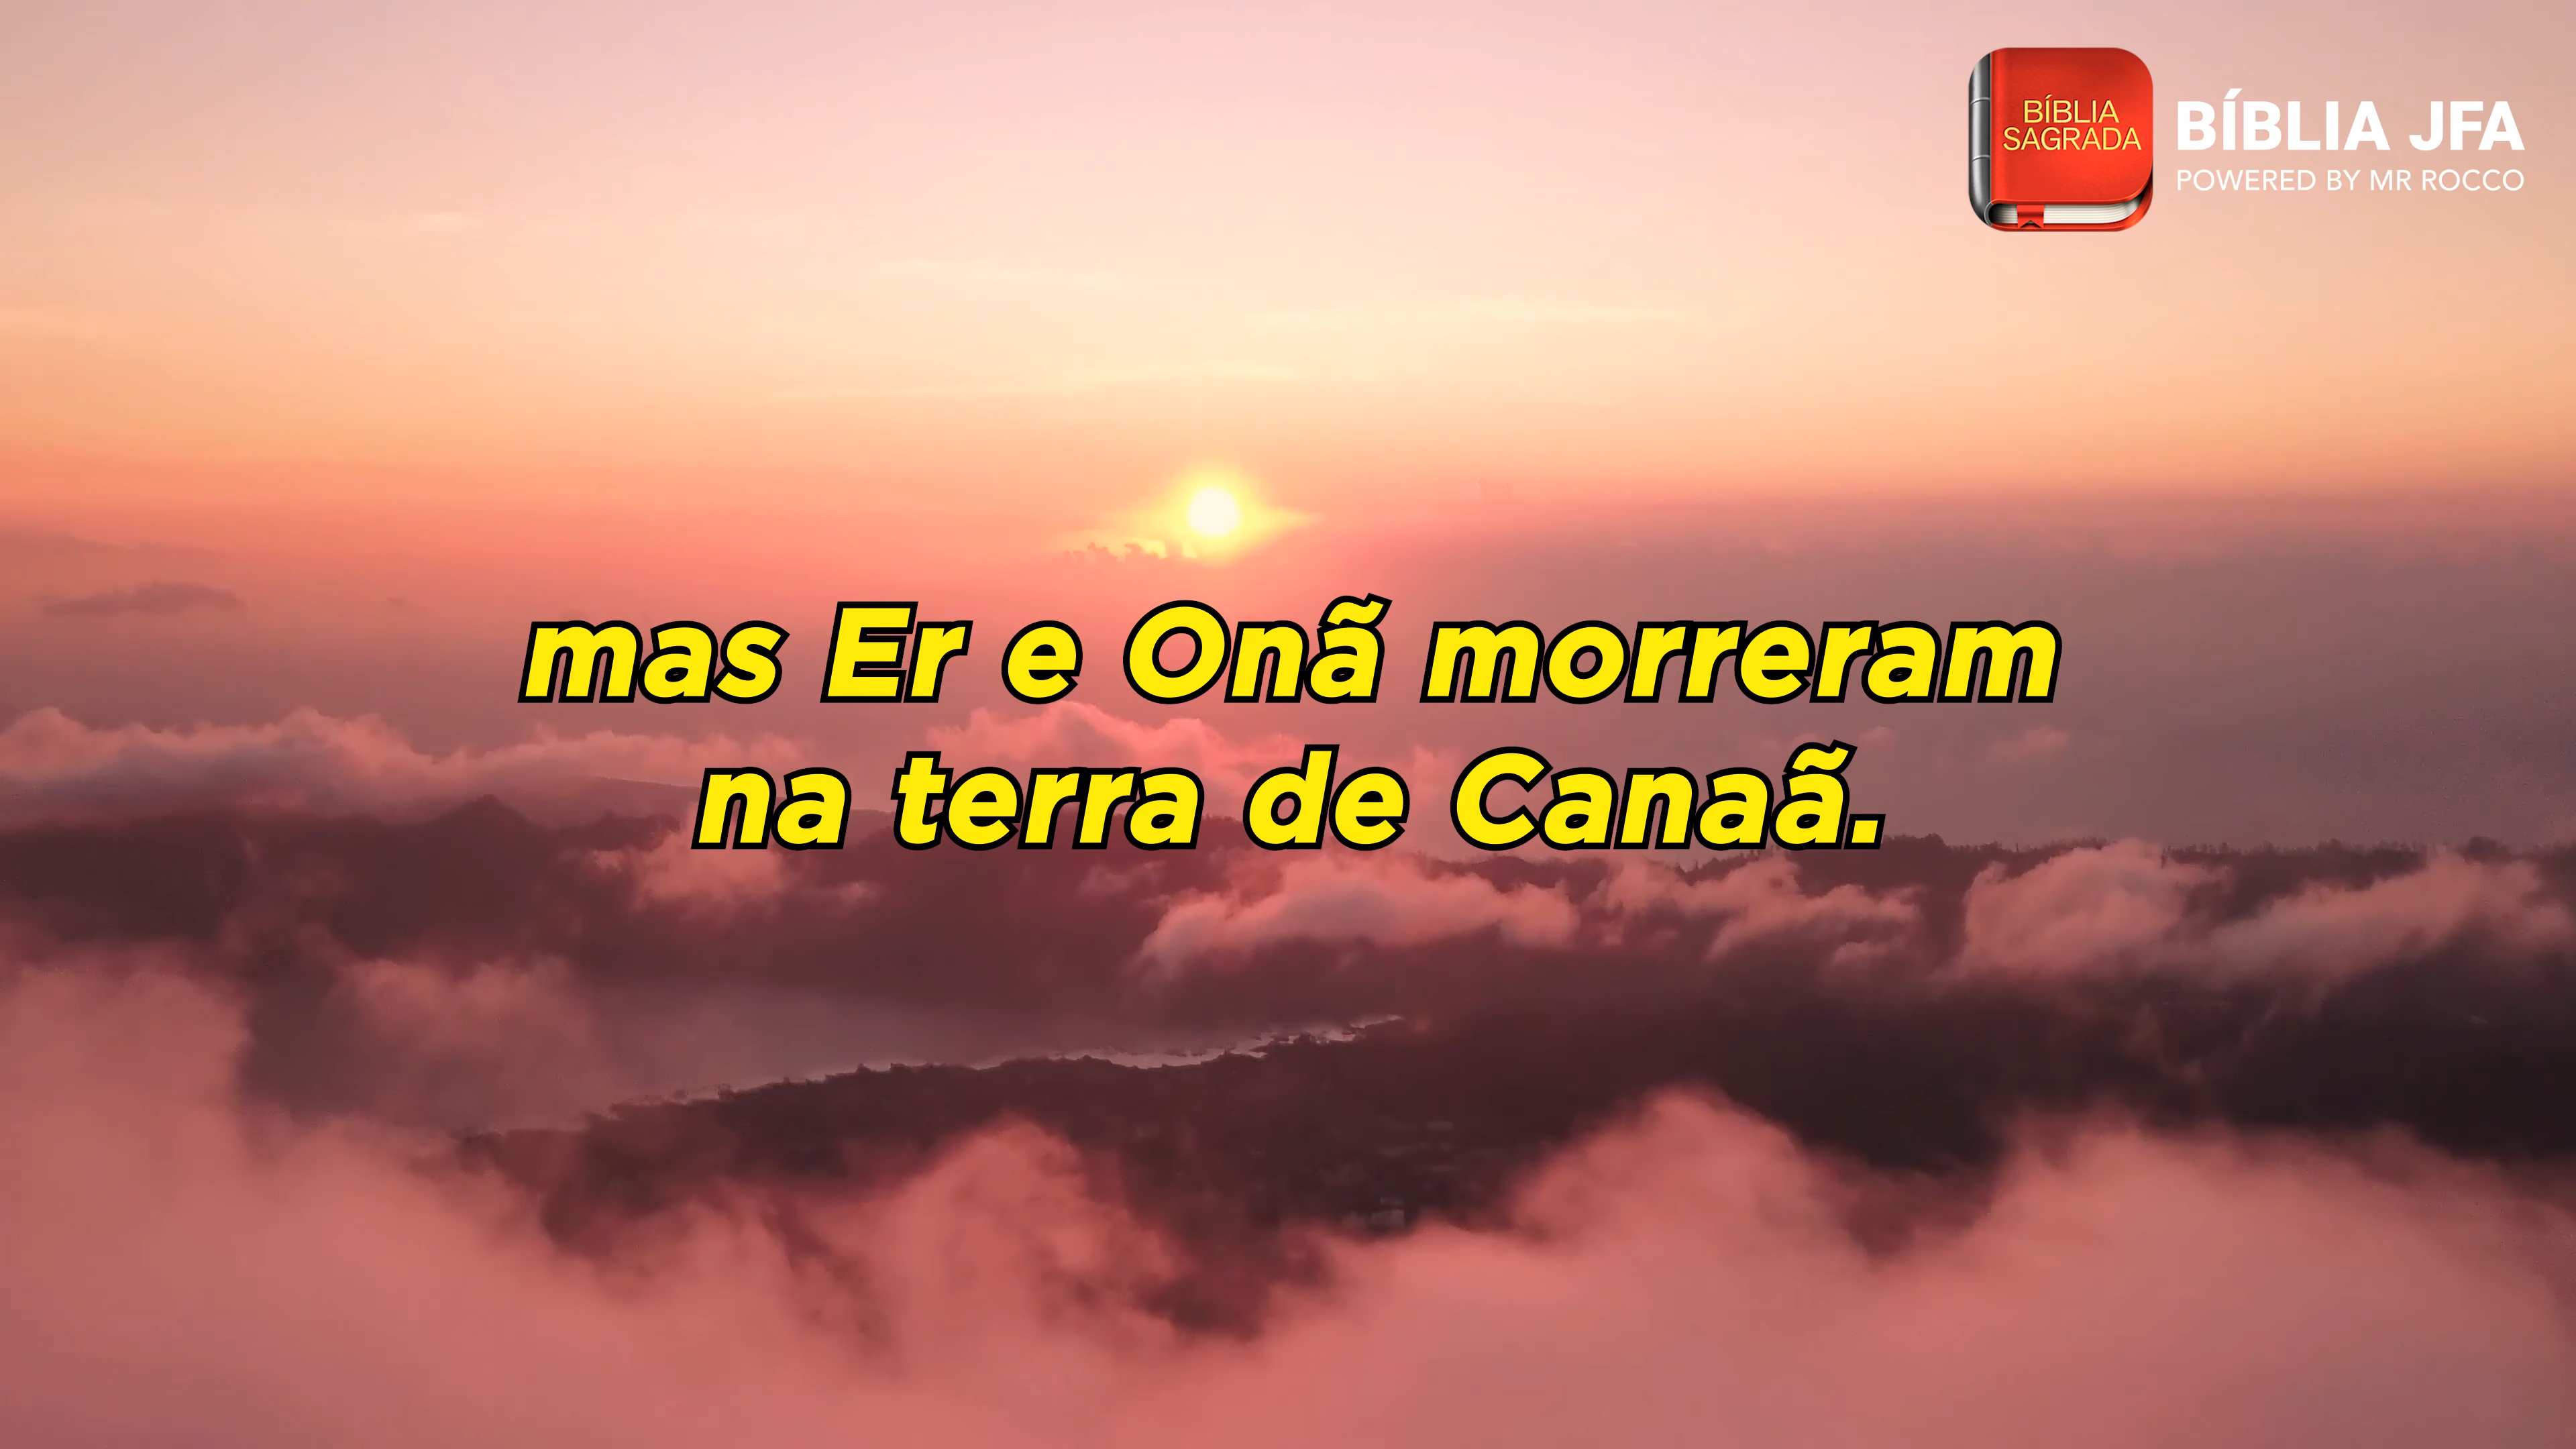 BÍBLIA
SAGRADA
BÍBLIA JFA
POWERED BY MR ROCCO
mas Er e Onã morreram
na terra de Canaã.